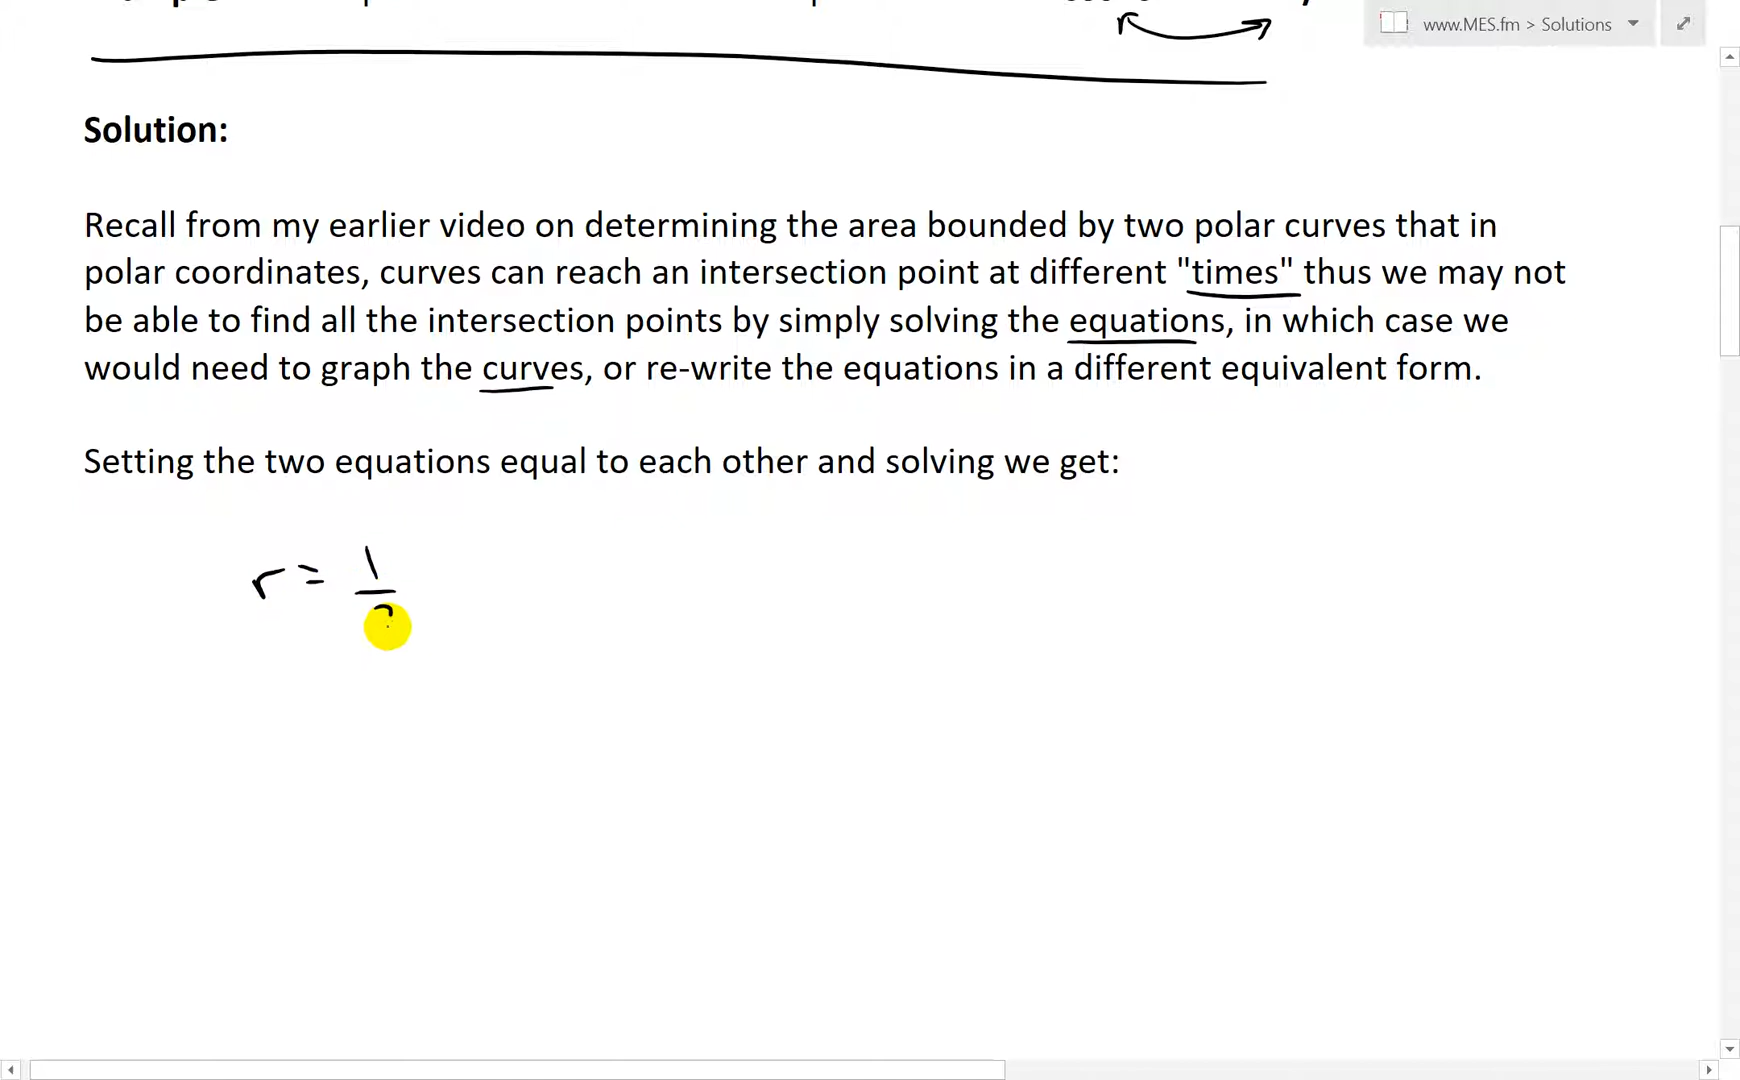 www.MES.fm > Solutions
Solution:
Recall from my earlier video on determining the area bounded by two polar curves that in
polar coordinates, curves can reach an intersection point at different "times" thus we may not
be able to find all the intersection points by simply solving the equations, in which case we
would need to graph the curves, or re-write the equations in a different equivalent form.
Setting the two equations equal to each other and solving we get:
r = 1